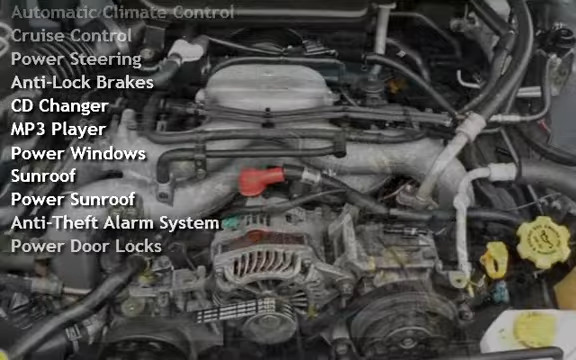 Automatic Climate Control
Cruise Control
Power Steering
Anti-Lock Brakes
CD Changer
MP3 Player
Power Windows
Sunroof
Power Sunroof
Anti-Theft Alarm System
Power Door Locks